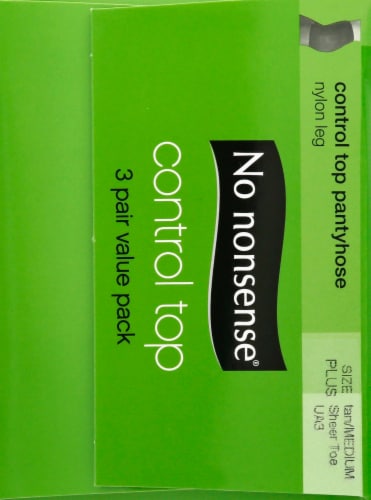 control top pantyhose
nylon leg
SIZE tan/MEDIUM
PLUS Sheer Toe
UA3
No nonsense®
control top
3 pair value pack